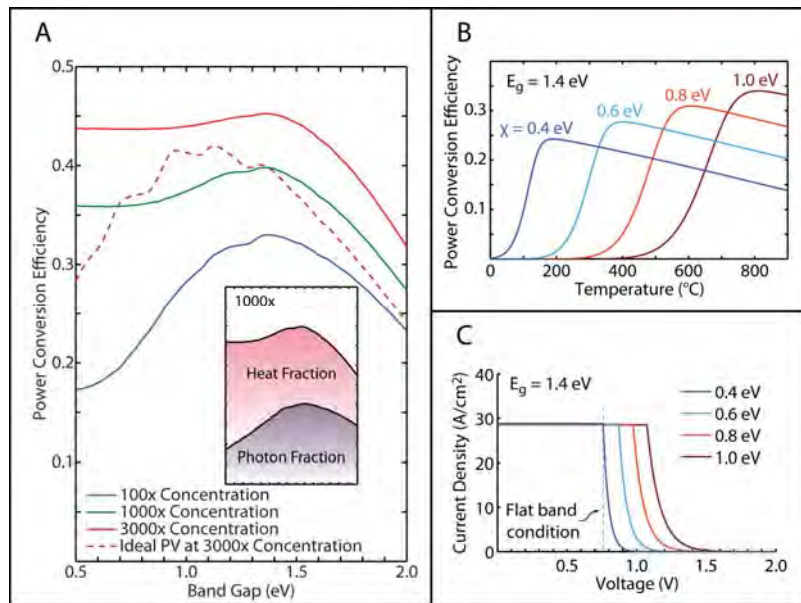 A
Power Conversion Efficiency
0.5
0.4
0.3
0.2
0.1
1000x
Heat Fraction
Photon Fraction
100x Concentration
1000x Concentration
3000x Concentration
Ideal PV at 3000x Concentration
0.5
1.0
1.5
2.0
Band Gap (eV)
B
Power Conversion Efficiency
0.3
0.2
0.1
E_g = 1.4 eV
χ = 0.4 eV
0.6 eV
0.8 eV
1.0 eV
0
200
400
600
800
Temperature (°C)
C
Current Density (A/cm²)
40
30
20
10
0
E_g = 1.4 eV
0.4 eV
0.6 eV
0.8 eV
1.0 eV
Flat band
condition
0.5
1.0
1.5
2.0
Voltage (V)